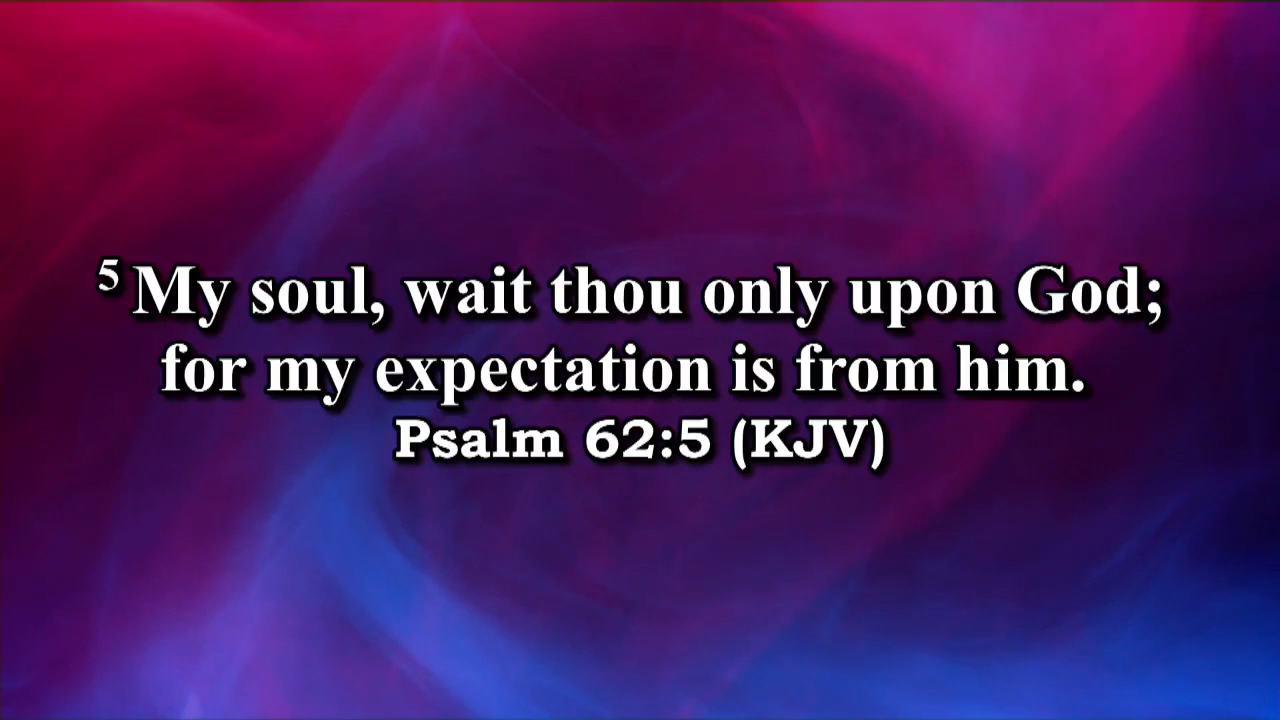 5 My soul, wait thou only upon God;
for my expectation is from him.
Psalm 62:5 (KJV)